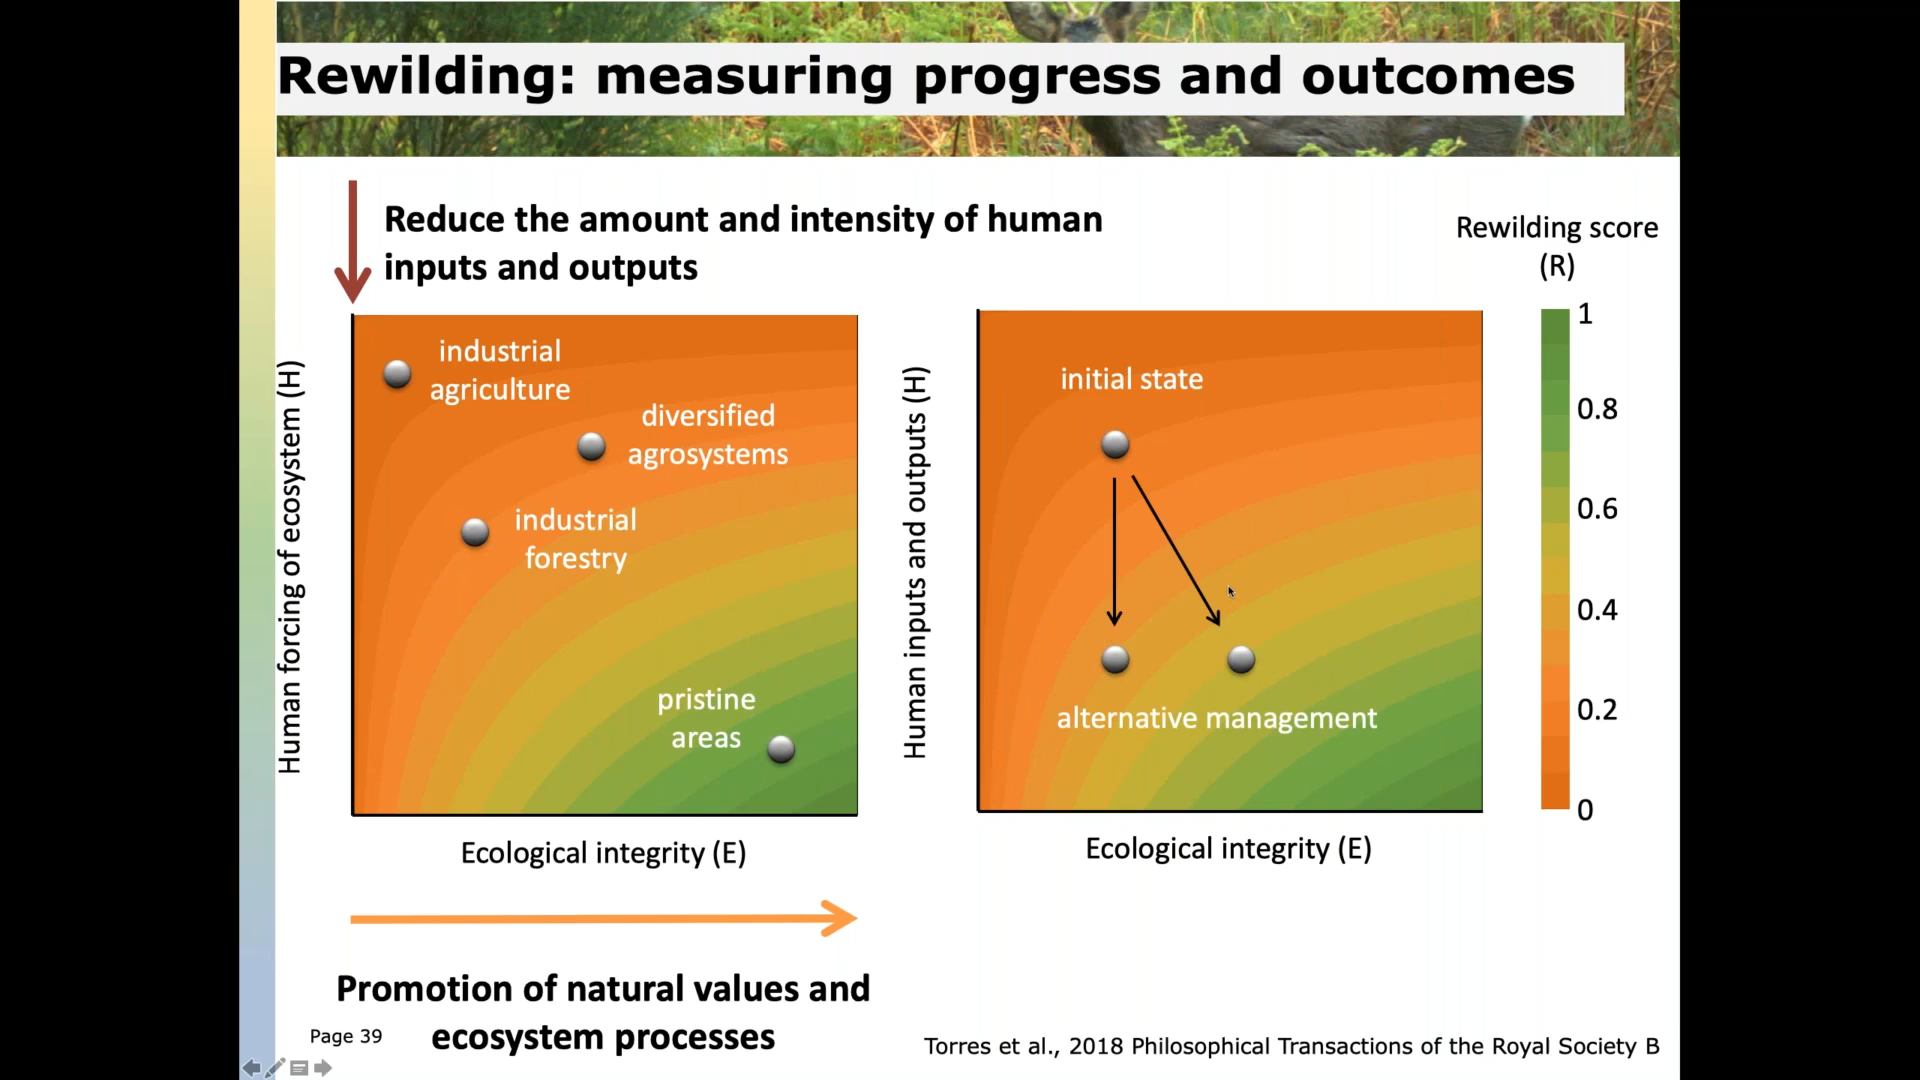 Rewilding: measuring progress and outcomes
Reduce the amount and intensity of human
inputs and outputs
Rewilding score
(R)
Human forcing of ecosystem (H)
industrial
agriculture
diversified
agrosystems
industrial
forestry
pristine
areas
Ecological integrity (E)
Human inputs and outputs (H)
initial state
alternative management
Ecological integrity (E)
1
0.8
0.6
0.4
0.2
0
Promotion of natural values and
ecosystem processes
Page 39
Torres et al., 2018 Philosophical Transactions of the Royal Society B